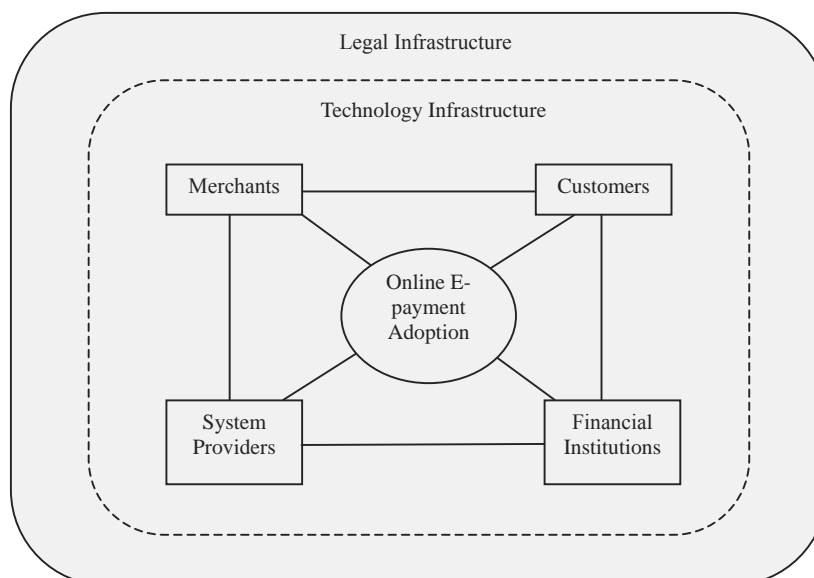 Legal Infrastructure
Technology Infrastructure
Merchants
Customers
Online E-
payment
Adoption
System
Providers
Financial
Institutions